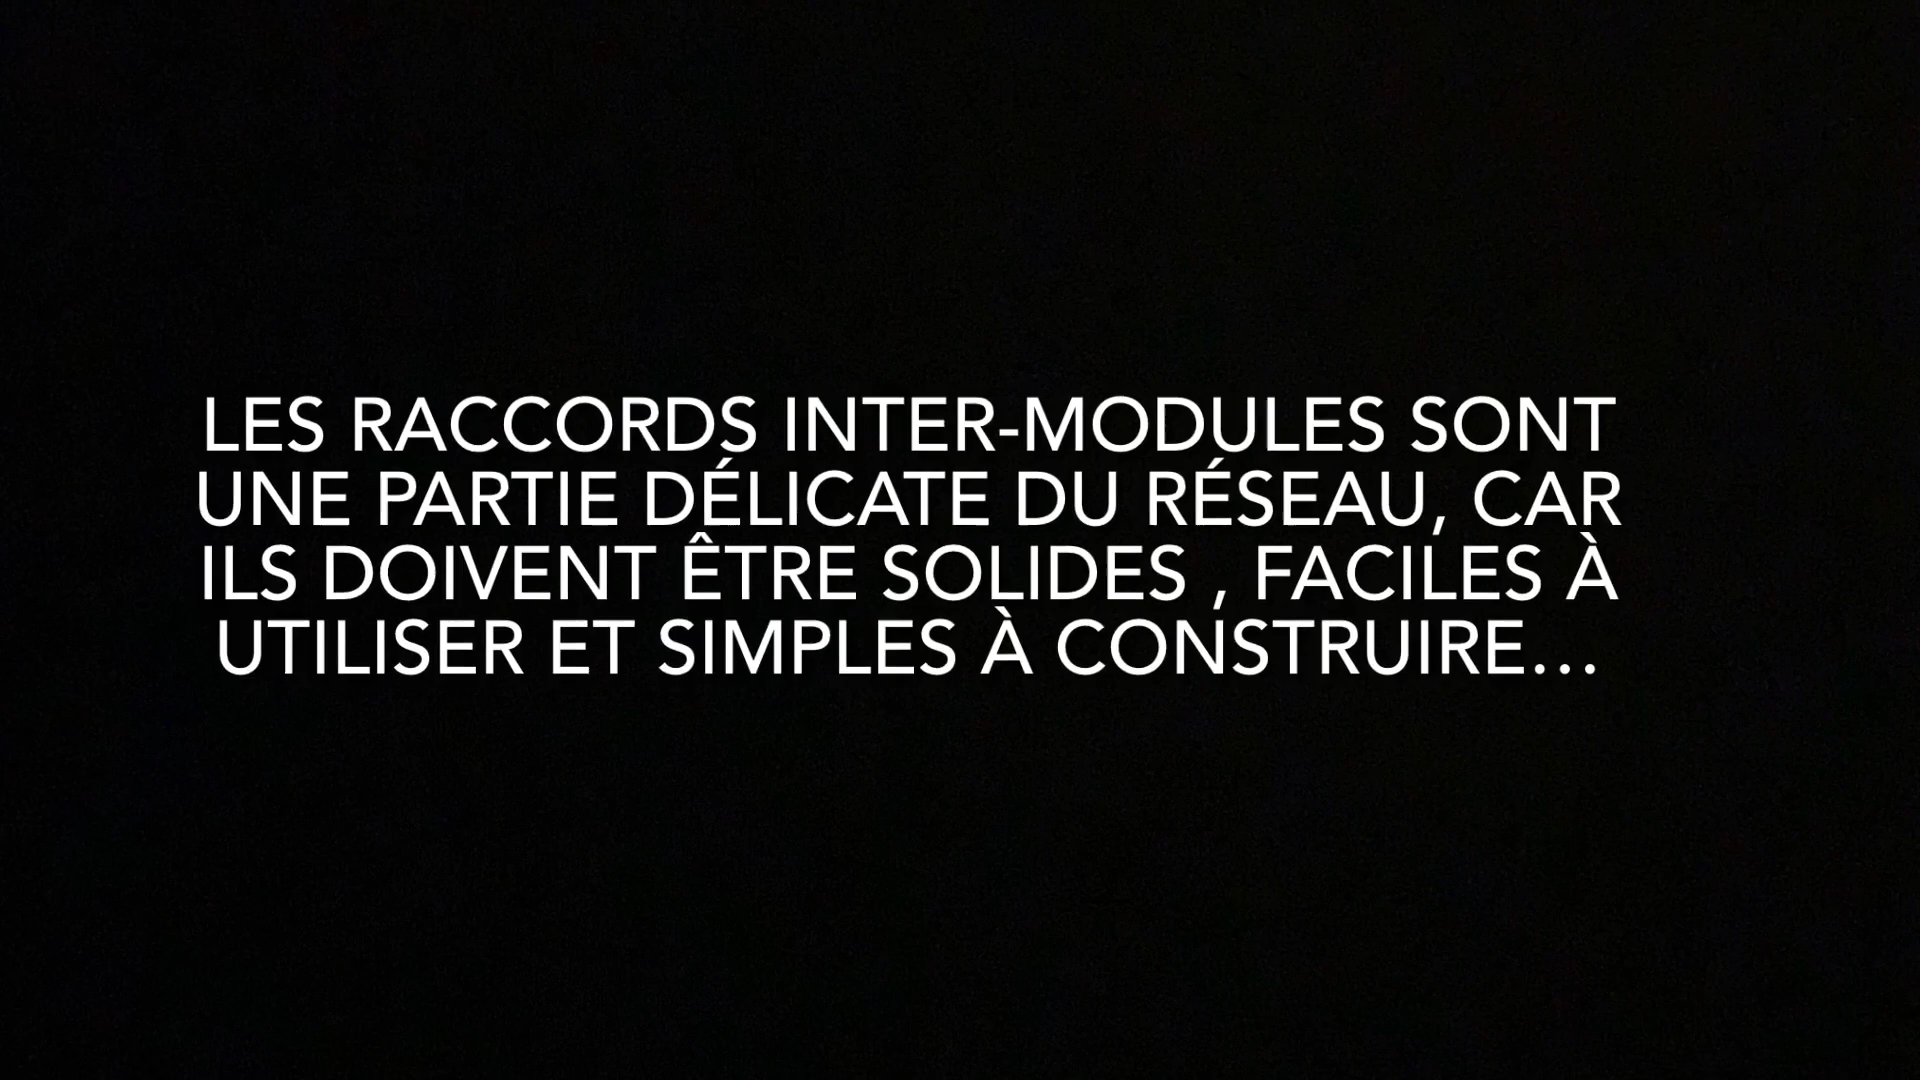 LES RACCORDS INTER-MODULES SONT
UNE PARTIE DÉLICATE DU RÉSEAU, CAR
ILS DOIVENT ÊTRE SOLIDES , FACILES À
UTILISER ET SIMPLES À CONSTRUIRE…